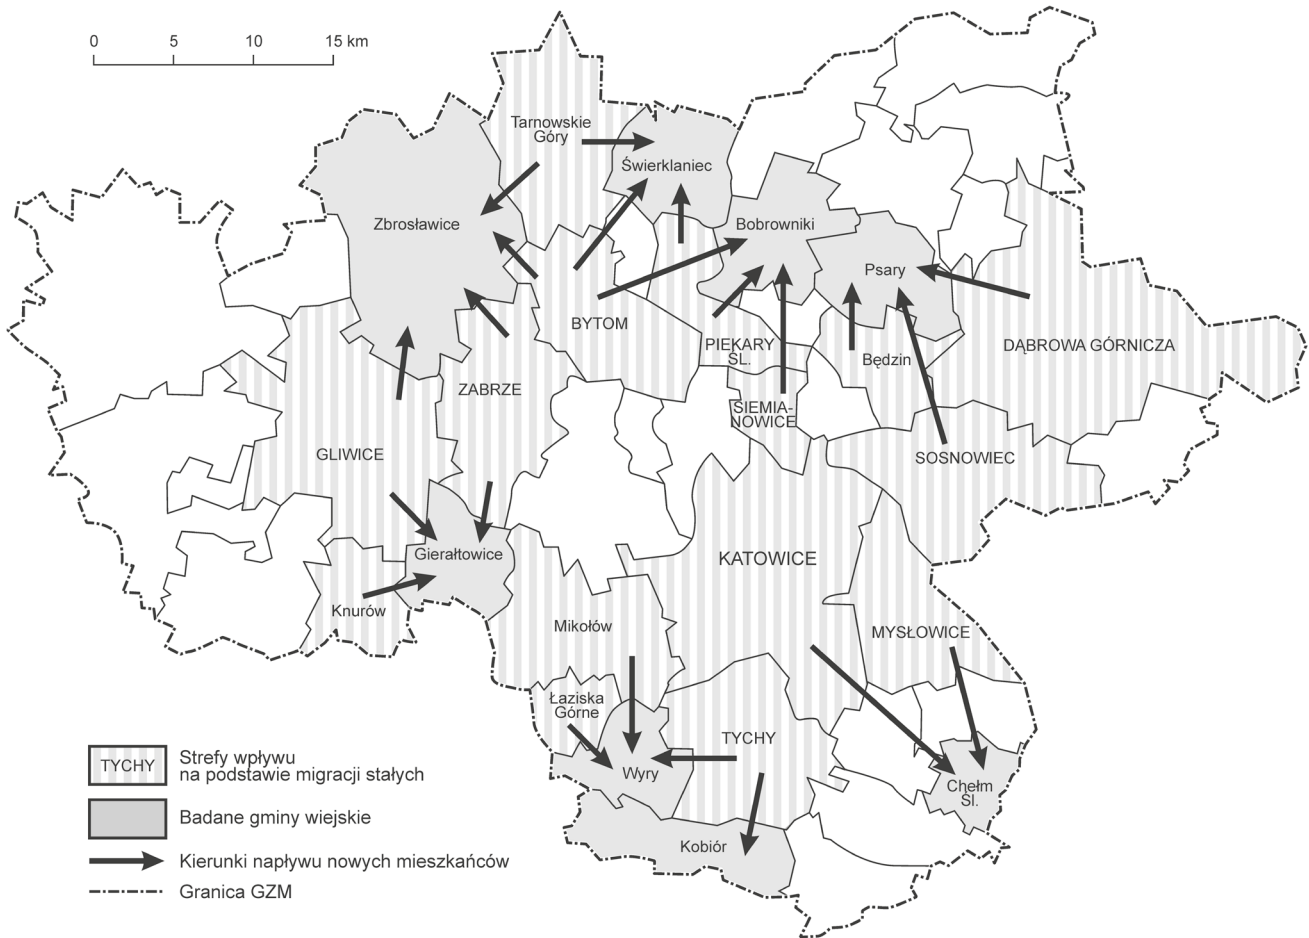 0 5 10 15 km
Tarnowskie
Góry
Świerklaniec
Zbrosławice
Bobrowniki
Psary
BYTOM
PIEKARY
ŚL.
Będzin
DĄBROWA GÓRNICZA
ZABRZE
SIEMIA-
NOWICE
GLIWICE
SOSNOWIEC
Gierałtowice
KATOWICE
Knurów
Mikołów
MYSŁOWICE
Łaziska
Górne
TYCHY
Wyry
Chełm
Śl.
Kobiór
TYCHY
Strefy wpływu
na podstawie migracji stałych
Badane gminy wiejskie
Kierunki napływu nowych mieszkańców
Granica GZM